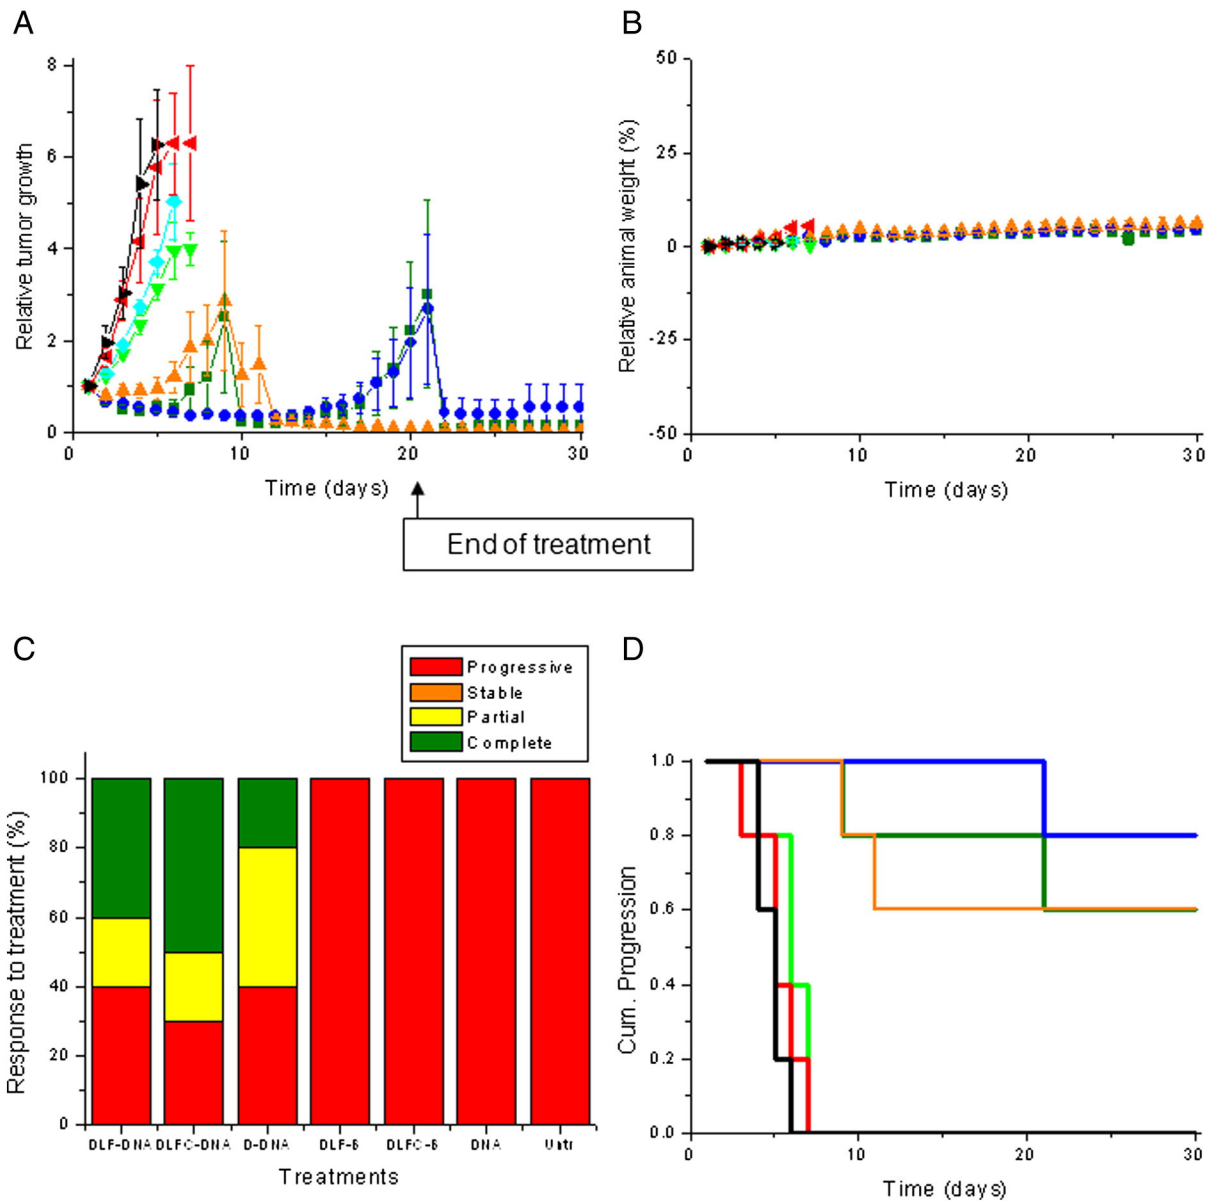 A
Relative tumor growth
8
6
4
2
0
0 10 20 30
Time (days)
End of treatment
B
Relative animal weight (%)
50
25
0
-25
-50
0 10 20 30
Time (days)
C
Progressive
Stable
Partial
Complete
Response to treatment (%)
100
80
60
40
20
0
DLF-DNA DLFC-DNA D-DNA DLF-6 DLFC-6 DNA Untr
Treatments
D
Cum. Progression
1.0
0.8
0.6
0.4
0.2
0.0
0 10 20 30
Time (days)